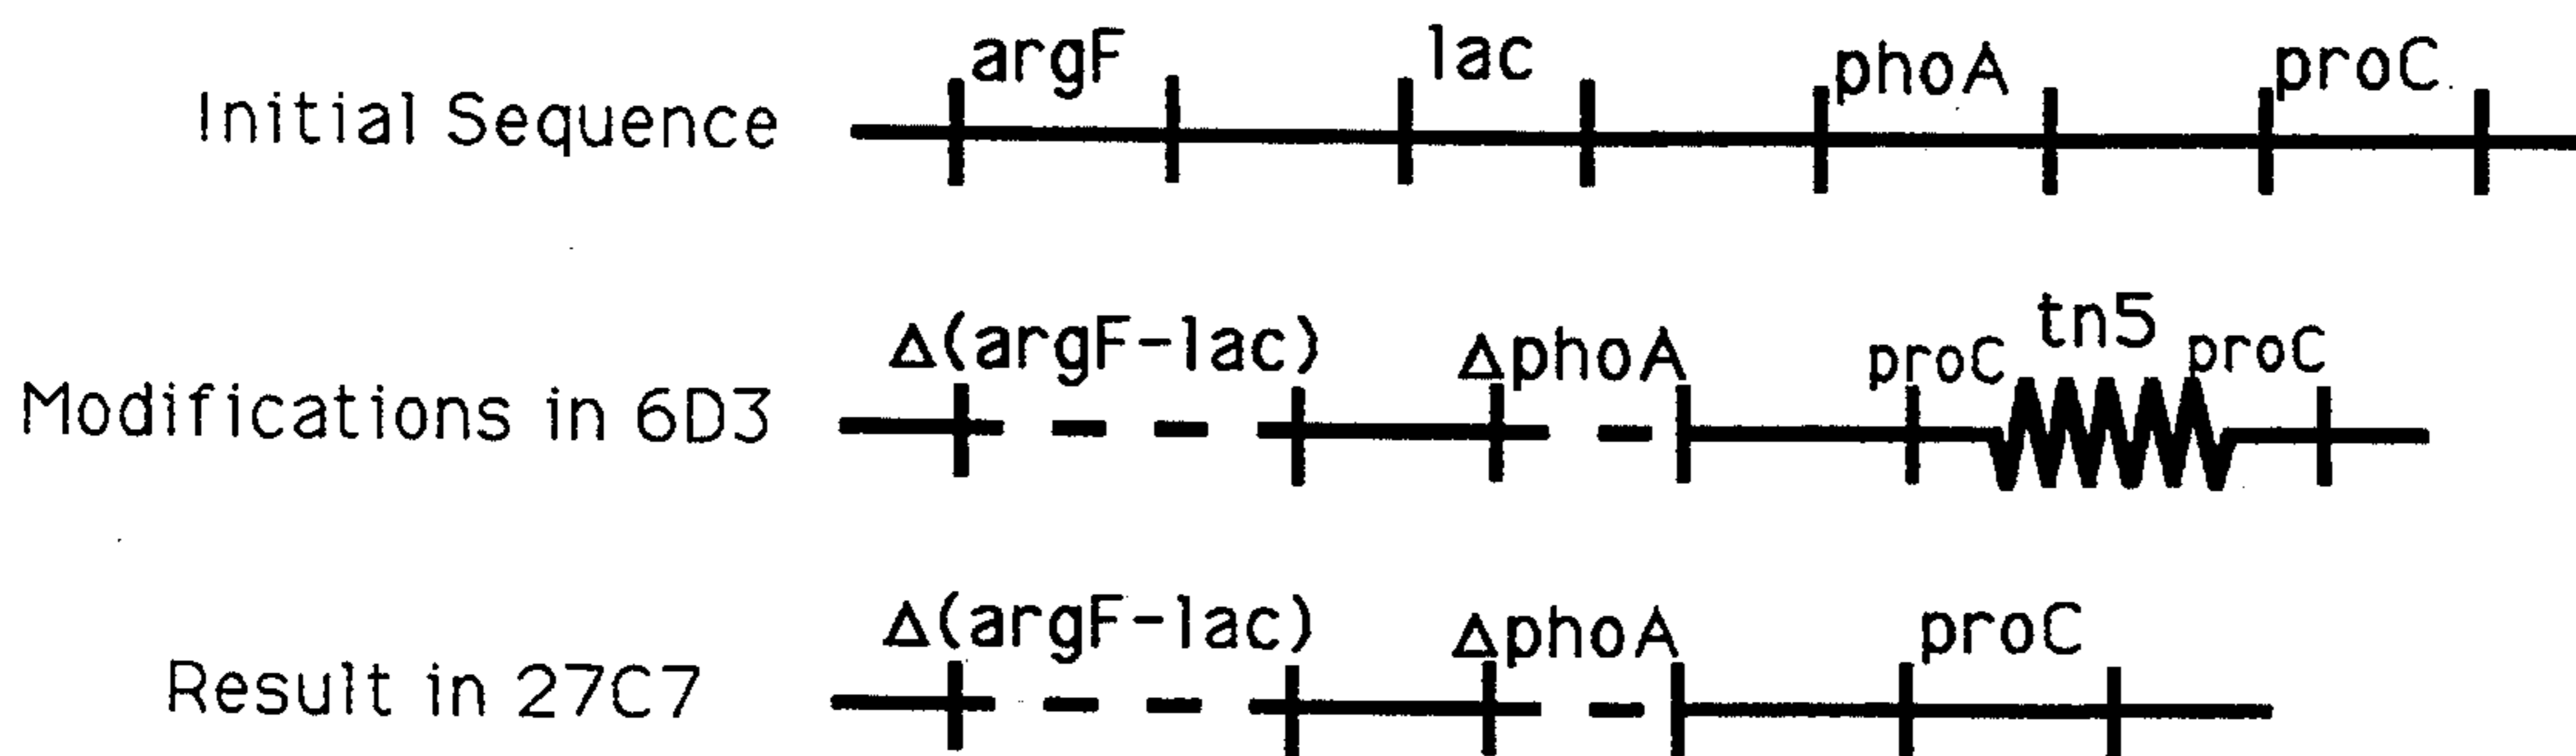 Initial Sequence argF lac phoA proC
Modifications in 6D3 Δ(argF-lac) ΔphoA proC tn5 proC
Result in 27C7 Δ(argF-lac) ΔphoA proC